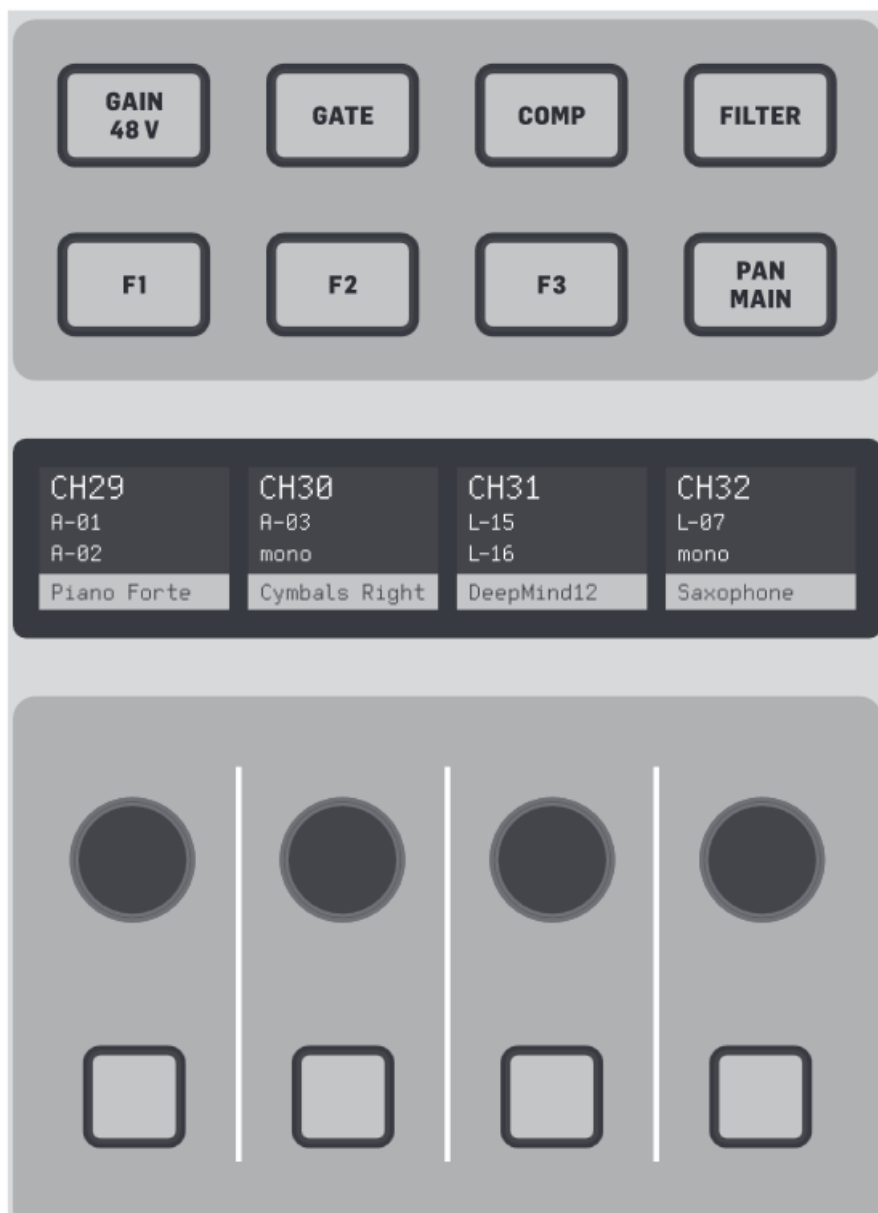 GAIN
48 V
GATE
COMP
FILTER
F1
F2
F3
PAN
MAIN
CH29
A-01
A-02
Piano Forte
CH30
A-03
mono
Cymbals Right
CH31
L-15
L-16
DeepMind12
CH32
L-07
mono
Saxophone